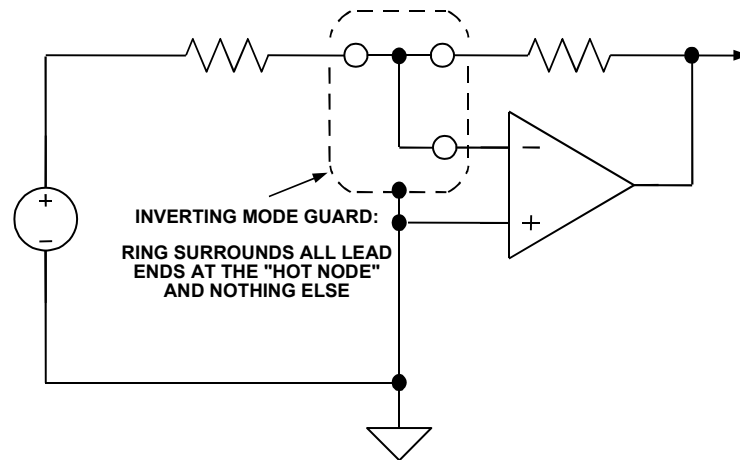 +
−
−
+
INVERTING MODE GUARD:
RING SURROUNDS ALL LEAD
ENDS AT THE "HOT NODE"
AND NOTHING ELSE